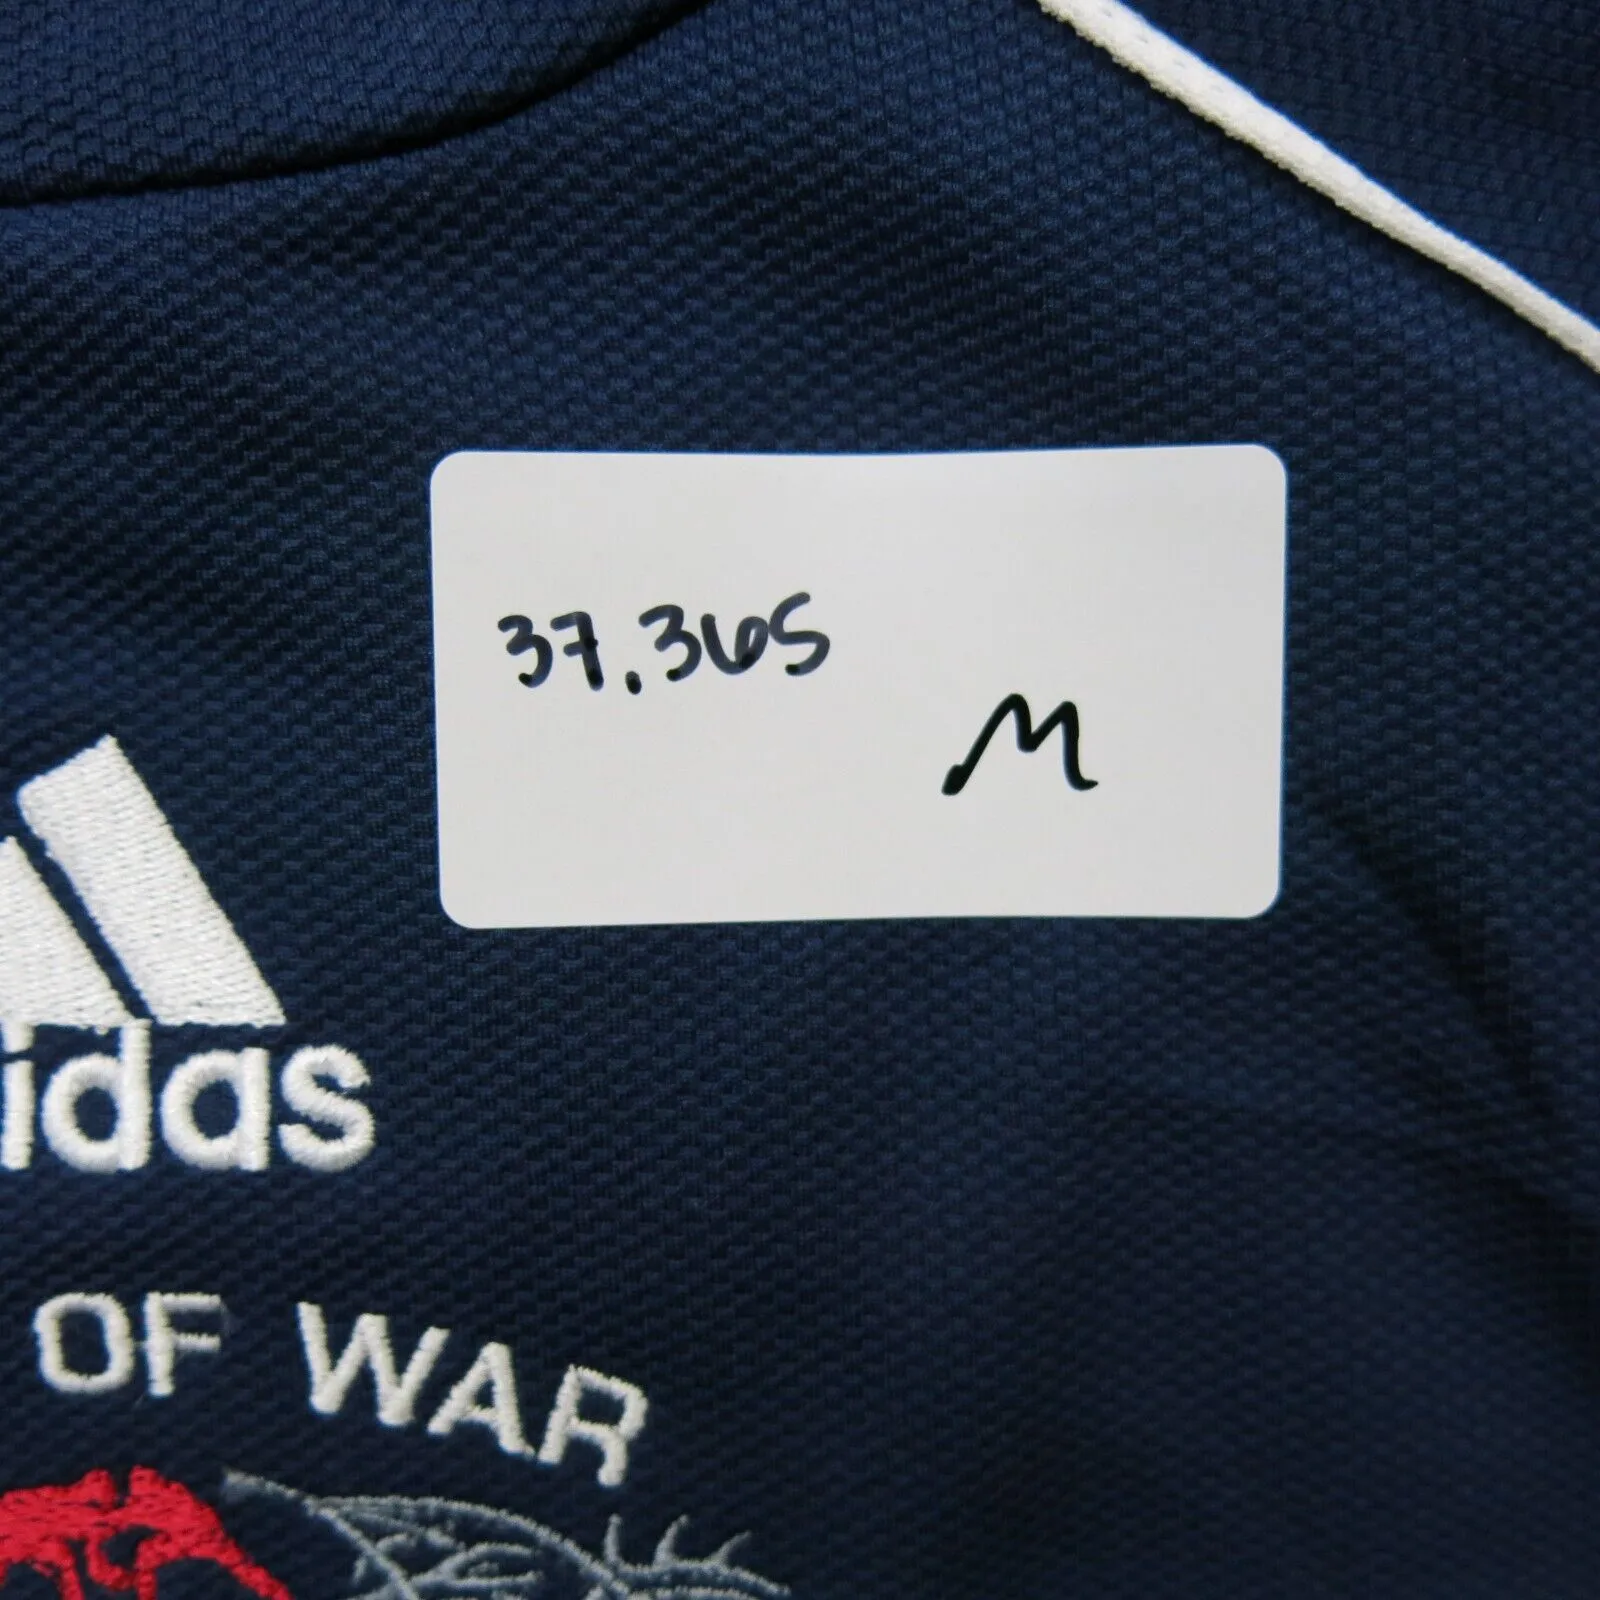 37.365
M
idas
OF WAR